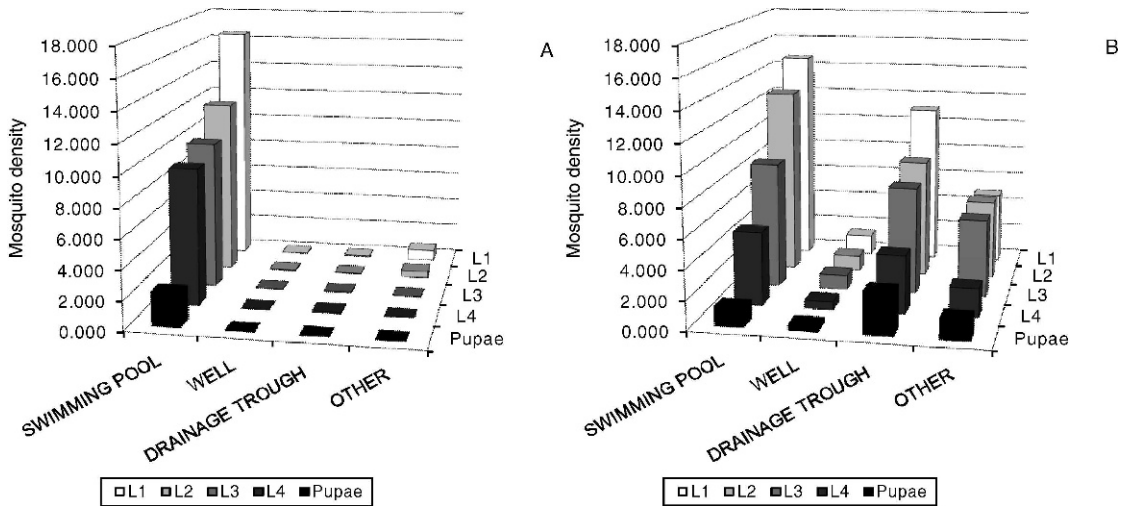 A
Mosquito density
18.000
16.000
14.000
12.000
10.000
8.000
6.000
4.000
2.000
0.000
L1
L2
L3
L4
Pupae
SWIMMING POOL
WELL
DRAINAGE TROUGH
OTHER
L1 L2 L3 L4 Pupae
B
Mosquito density
18.000
16.000
14.000
12.000
10.000
8.000
6.000
4.000
2.000
0.000
L1
L2
L3
L4
Pupae
SWIMMING POOL
WELL
DRAINAGE TROUGH
OTHER
L1 L2 L3 L4 Pupae